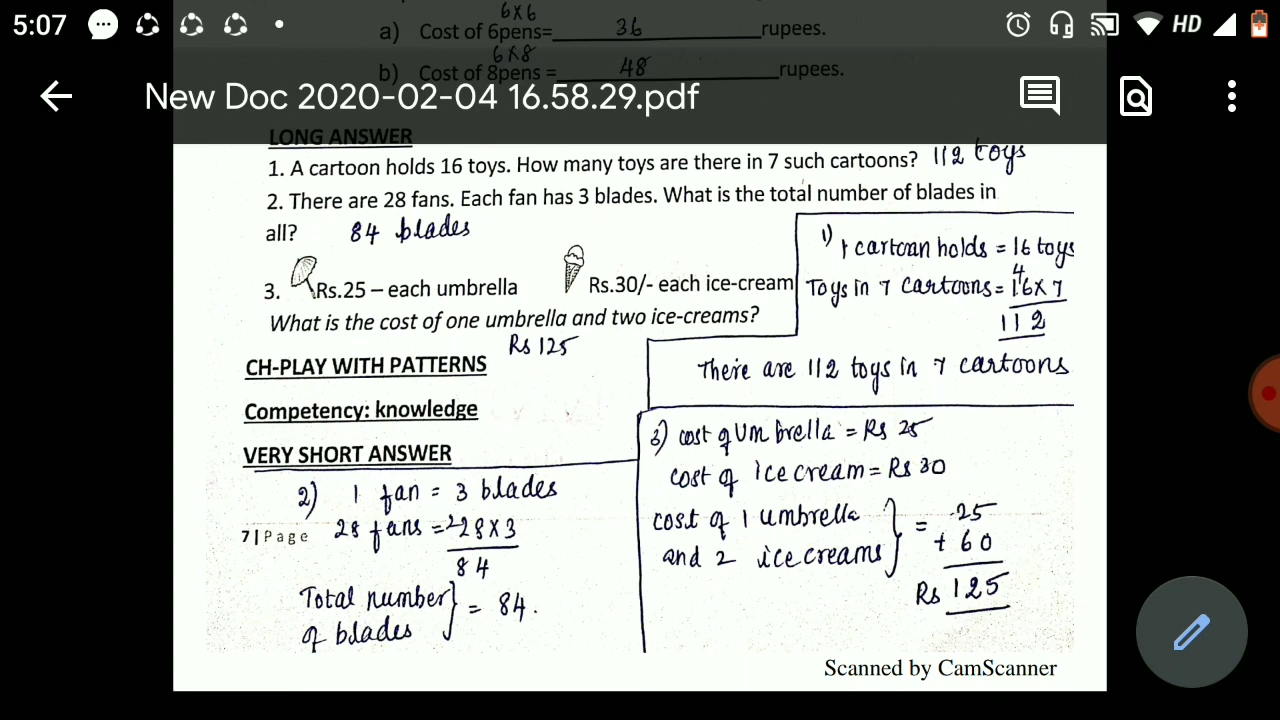 5:07
HD
6x6
a) Cost of 6pens= 36 rupees.
6x8
b) Cost of 8pens = 48 rupees.
New Doc 2020-02-04 16.58.29.pdf
LONG ANSWER
1. A cartoon holds 16 toys. How many toys are there in 7 such cartoons? 112 toys
2. There are 28 fans. Each fan has 3 blades. What is the total number of blades in
all? 84 blades
3. Rs.25 – each umbrella Rs.30/- each ice-cream
What is the cost of one umbrella and two ice-creams?
Rs 125
CH-PLAY WITH PATTERNS
Competency: knowledge
VERY SHORT ANSWER
1) 1 cartoon holds = 16 toys
4
Toys in 7 cartoons = 16x7
112
There are 112 toys in 7 cartoons
2) 1 fan = 3 blades
28 fans = 2 28x3
84
Total number
of blades } = 84.
7 | Page
3) cost of Umbrella = Rs 25
cost of ice cream = Rs 30
cost of 1 umbrella
and 2 ice creams } = 25
+ 60
Rs 125
Scanned by CamScanner